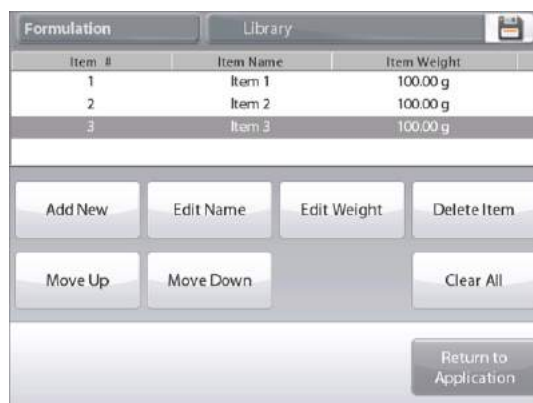 Formulation Library
Item # Item Name Item Weight
1 Item 1 100.00 g
2 Item 2 100.00 g
3 Item 3 100.00 g
Add New Edit Name Edit Weight Delete Item
Move Up Move Down Clear All
Return to
Application